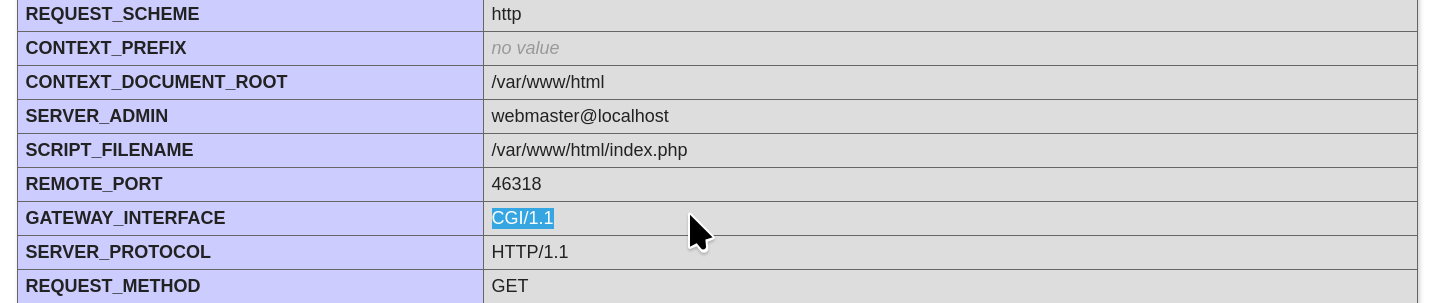 REQUEST_SCHEME http
CONTEXT_PREFIX no value
CONTEXT_DOCUMENT_ROOT /var/www/html
SERVER_ADMIN webmaster@localhost
SCRIPT_FILENAME /var/www/html/index.php
REMOTE_PORT 46318
GATEWAY_INTERFACE CGI/1.1
SERVER_PROTOCOL HTTP/1.1
REQUEST_METHOD GET